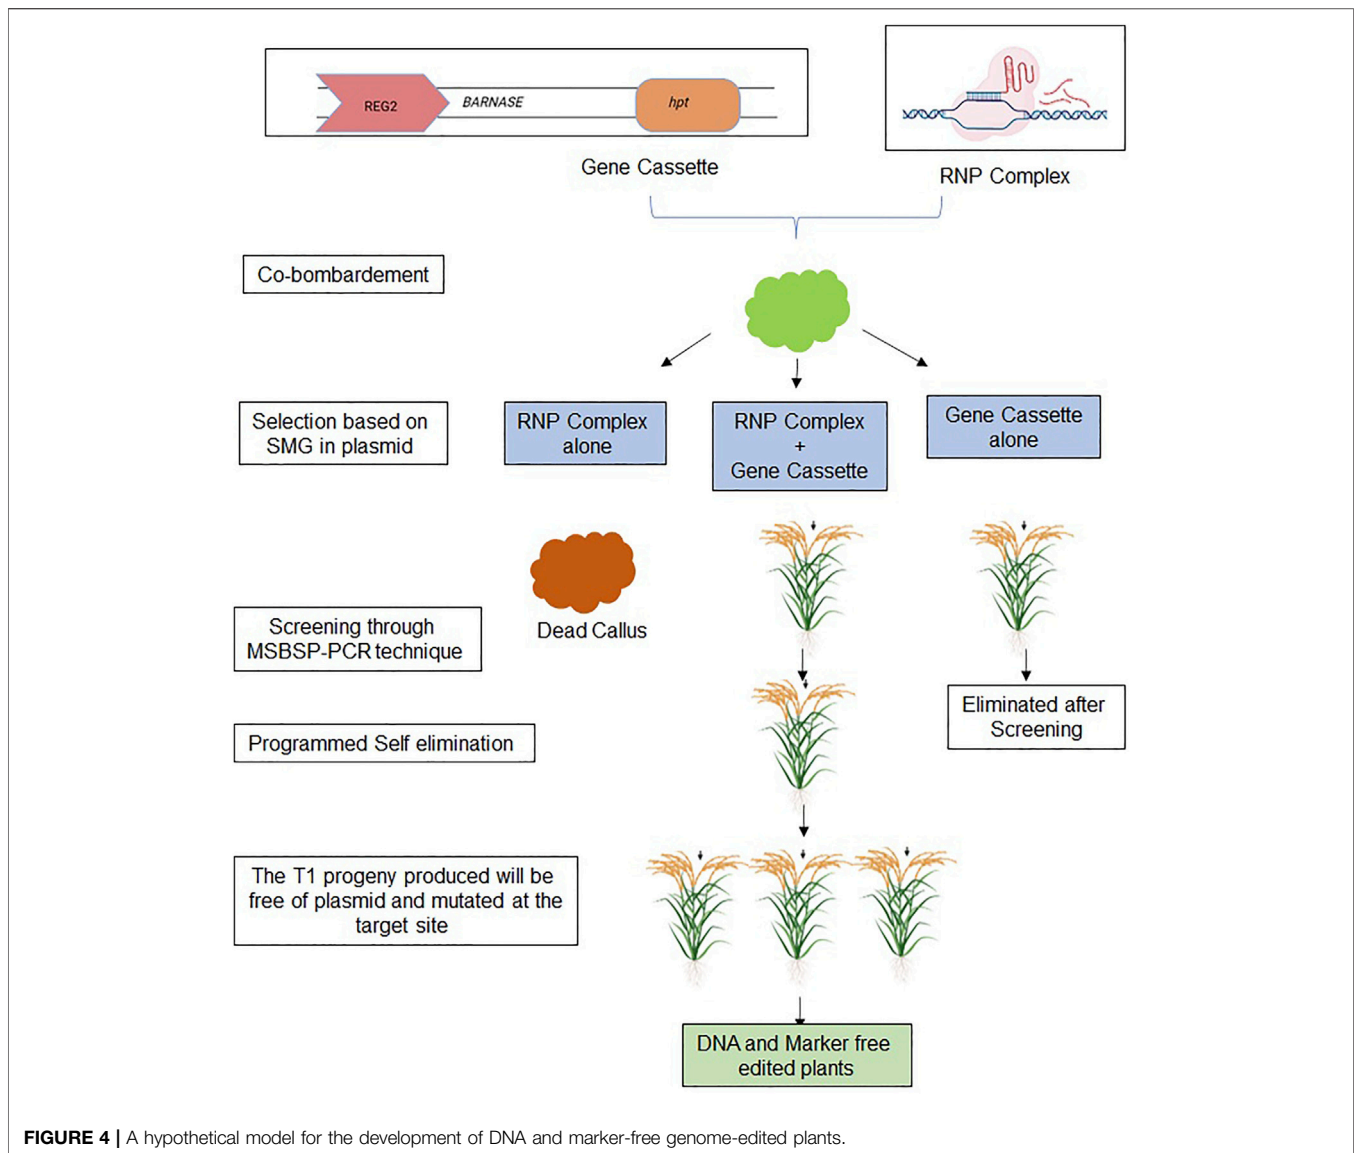 REG2
BARNASE
hpt
Gene Cassette
RNP Complex
Co-bombardement
Selection based on
SMG in plasmid
RNP Complex
alone
RNP Complex
+
Gene Cassette
Gene Cassette
alone
Dead Callus
Screening through
MSBSP-PCR technique
Eliminated after
Screening
Programmed Self elimination
The T1 progeny produced will be
free of plasmid and mutated at the
target site
DNA and Marker free
edited plants
FIGURE 4 | A hypothetical model for the development of DNA and marker-free genome-edited plants.